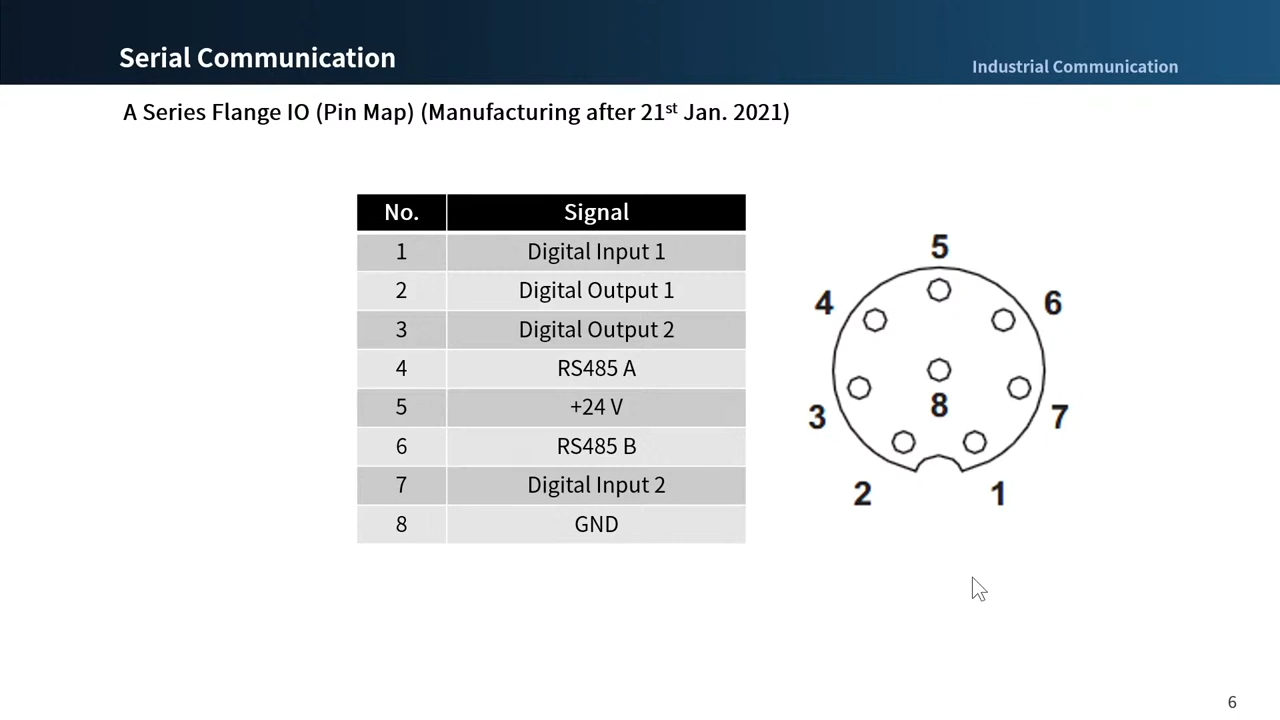 Serial Communication
Industrial Communication
A Series Flange IO (Pin Map) (Manufacturing after 21st Jan. 2021)
No. Signal
1 Digital Input 1
2 Digital Output 1
3 Digital Output 2
4 RS485 A
5 +24 V
6 RS485 B
7 Digital Input 2
8 GND
5
4 6
8
3 7
2 1
6